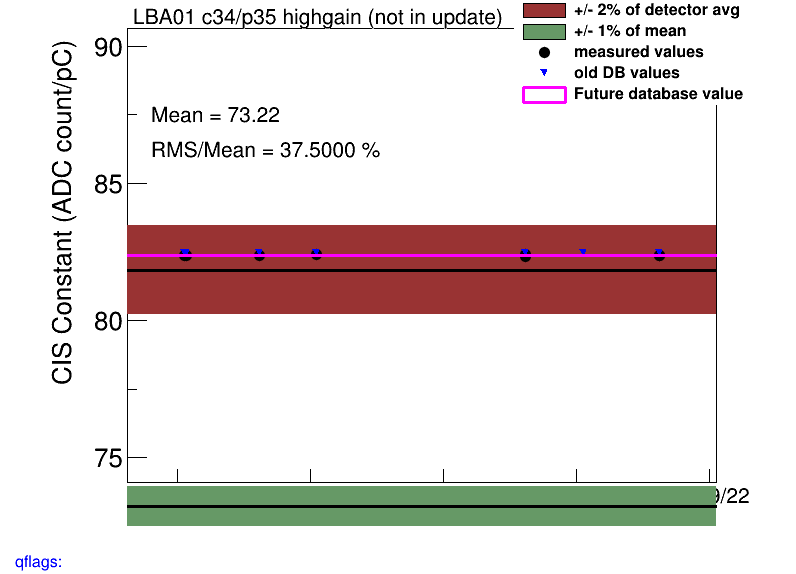 LBA01 c34/p35 highgain (not in update)
+/- 2% of detector avg
+/- 1% of mean
measured values
old DB values
Future database value
Mean = 73.22
RMS/Mean = 37.5000 %
CIS Constant (ADC count/pC)
90
85
80
75
/22
qflags: